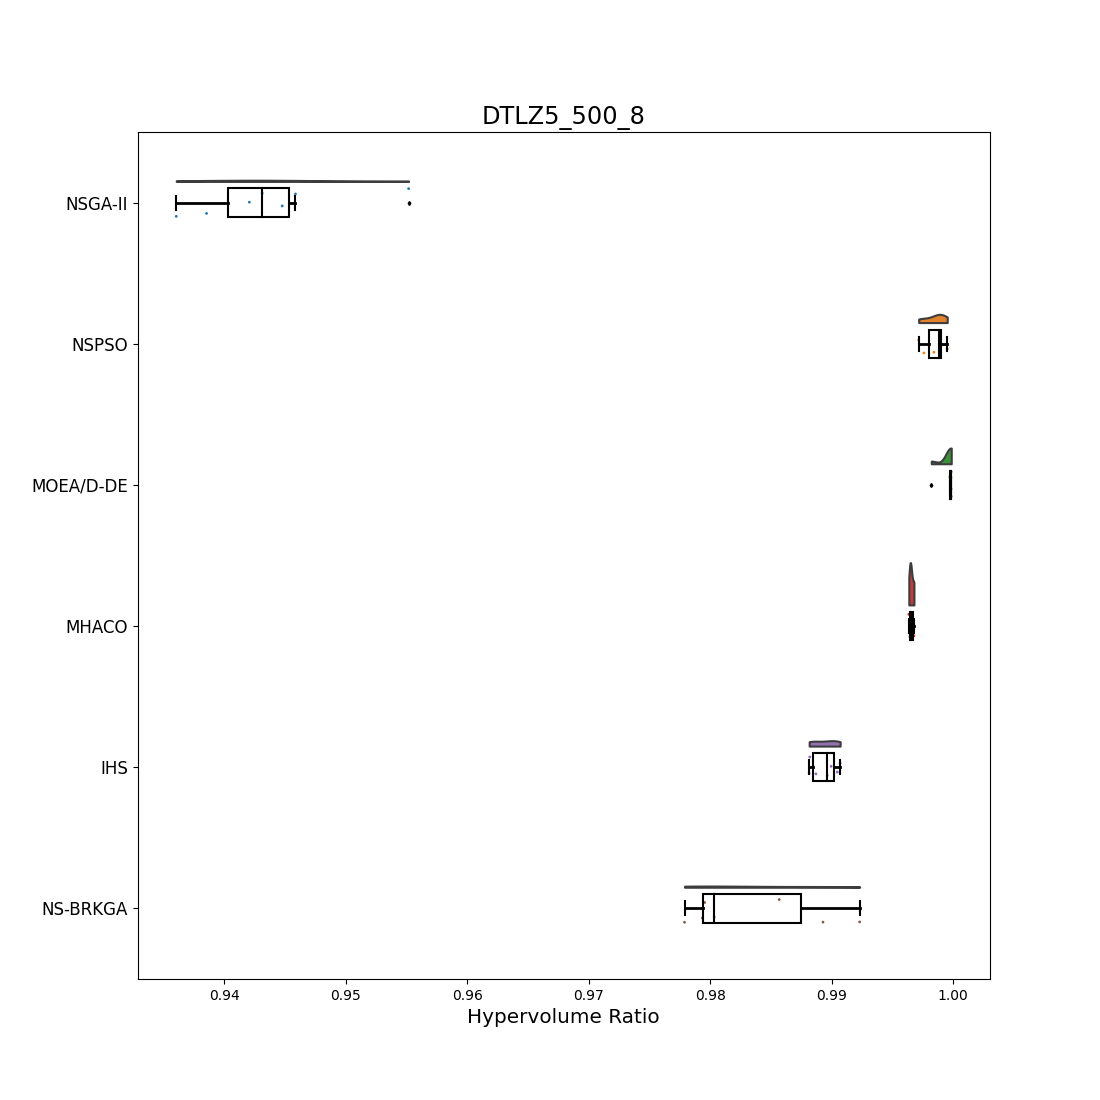 DTLZ5_500_8
NSGA-II
NSPSO
MOEA/D-DE
MHACO
IHS
NS-BRKGA
0.94 0.95 0.96 0.97 0.98 0.99 1.00
Hypervolume Ratio